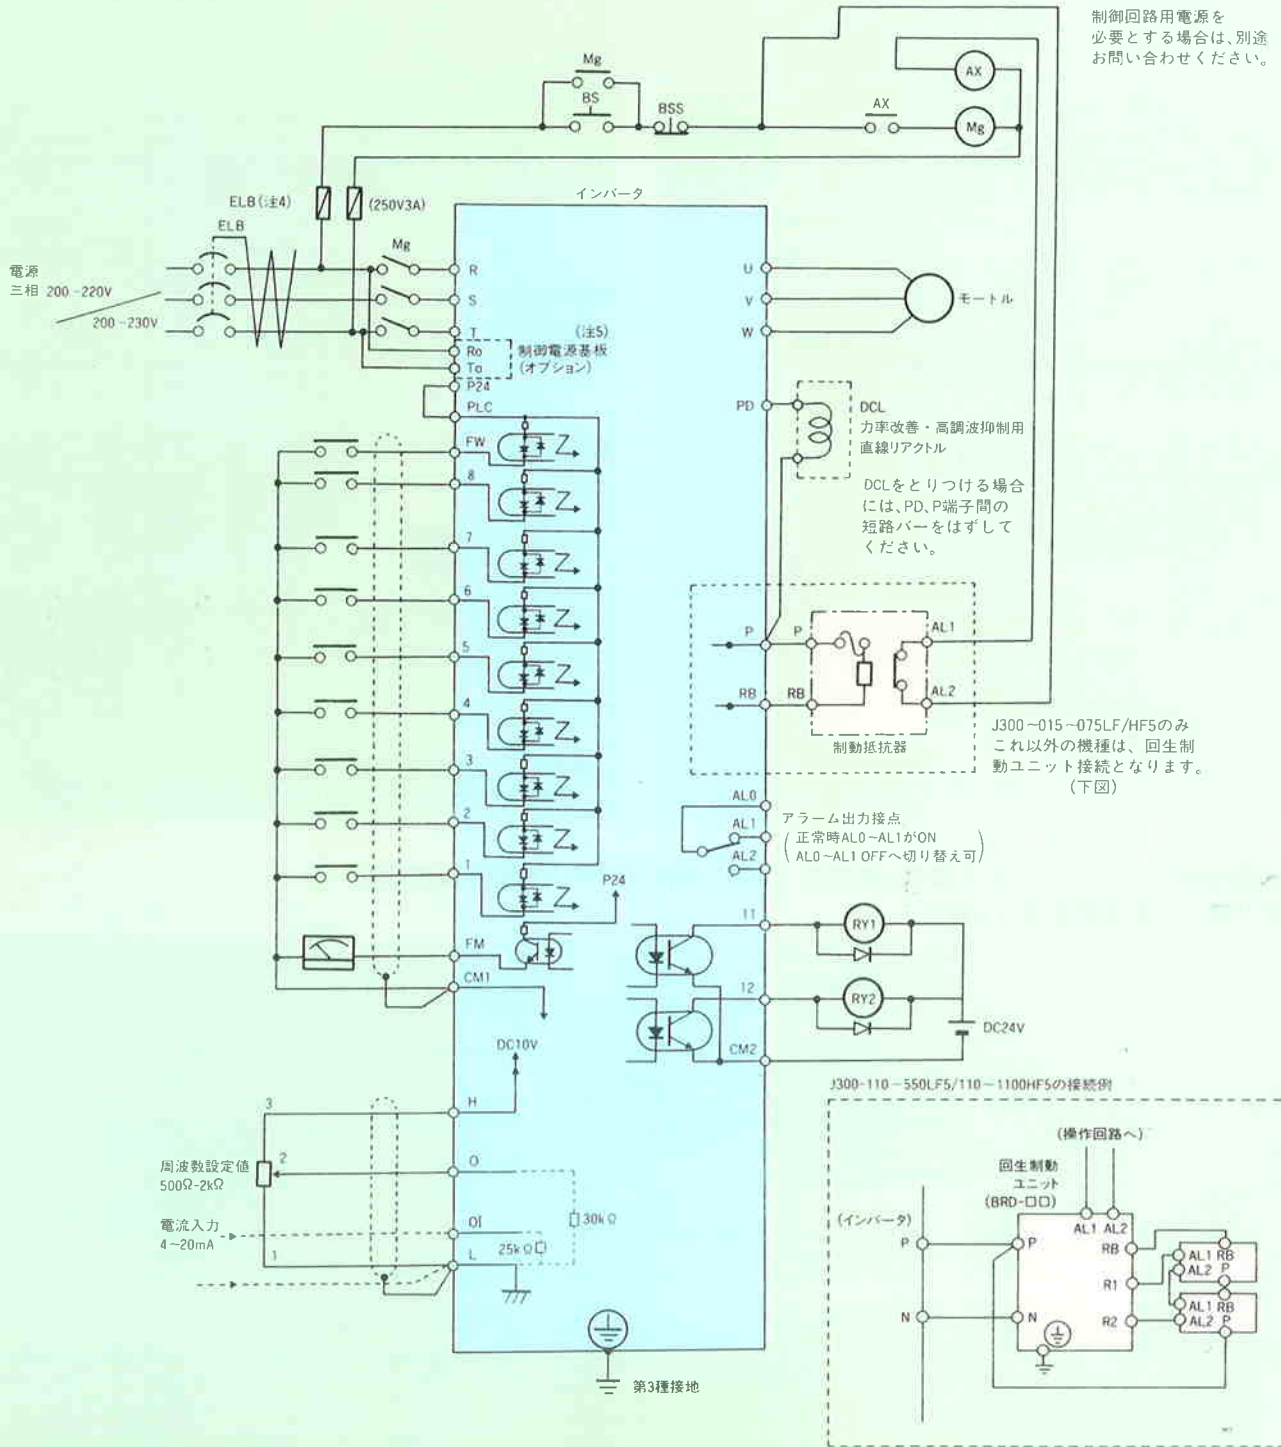 制御回路用電源を
必要とする場合は、別途
お問い合わせください。
AX
Mg
BS
BSS
AX
Mg
ELB(注4)
(250V3A)
インバータ
ELB
Mg
電源
三相 200-220V
200-230V
R
S
T
(注5)
Ro
制御電源基板
To
(オプション)
P24
PLC
U
V
W
モートル
PD
DCL
力率改善・高調波抑制用
直線リアクトル
DCLをとりつける場合
には、PD、P端子間の
短路バーをはずして
ください。
FW
8
7
6
5
4
3
2
1
P24
FM
CM1
P
P
AL1
RB
RB
AL2
制動抵抗器
J300~015~075LF/HF5のみ
これ以外の機種は、回生制
動ユニット接続となります。
(下図)
AL0
AL1
AL2
アラーム出力接点
(正常時AL0~AL1がON
AL0~AL1 OFFへ切り替え可)
11
RY1
12
RY2
DC24V
CM2
DC10V
H
3
O
2
周波数設定値
500Ω-2kΩ
電流入力
4~20mA
OI
30kΩ
25kΩ
L
1
第3種接地
J300-110-550LF5/110~1100HF5の接続例
(操作回路へ)
回生制動
ユニット
(BRD-□□)
(インバータ)
AL1 AL2
P
P
RB
R1
AL1 RB
AL2 P
N
N
R2
AL1 RB
AL2 P